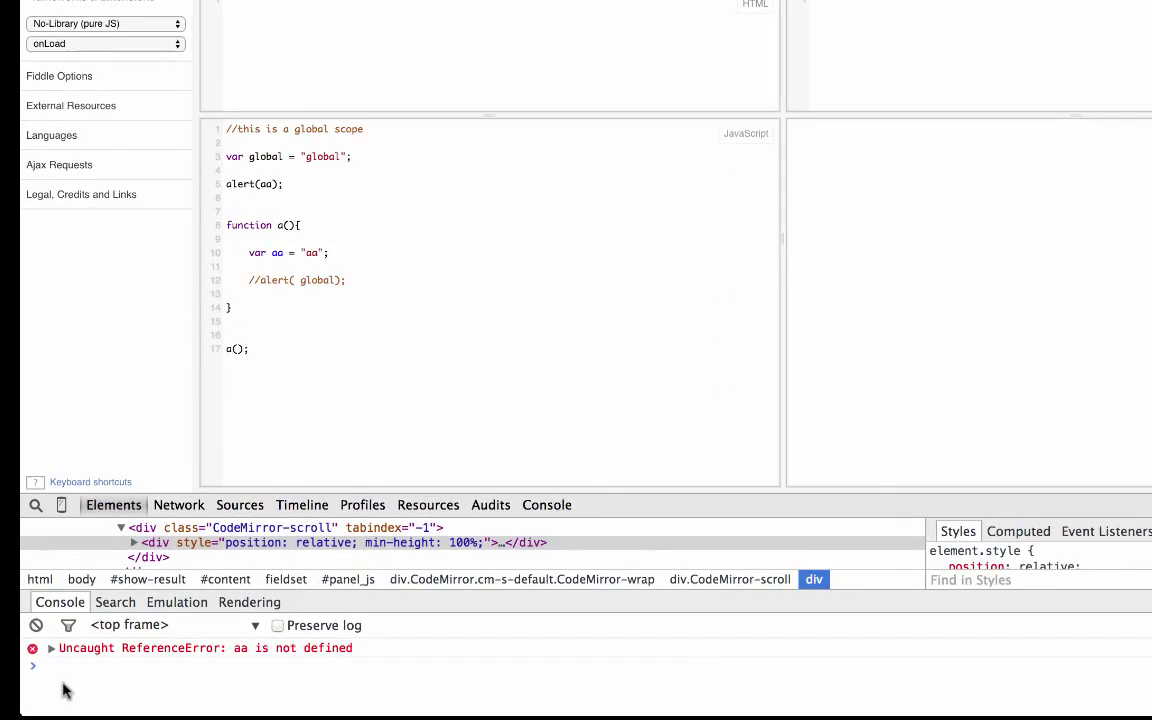 HTML
No-Library (pure JS)
onLoad
Fiddle Options
External Resources
Languages
Ajax Requests
Legal, Credits and Links
? Keyboard shortcuts
JavaScript
1 //this is a global scope
2
3 var global = "global";
4
5 alert(aa);
6
7
8 function a(){
9
10 var aa = "aa";
11
12 //alert( global);
13
14 }
15
16
17 a();
Elements Network Sources Timeline Profiles Resources Audits Console
▼<div class="CodeMirror-scroll" tabindex="-1">
▶<div style="position: relative; min-height: 100%;">…</div>
</div>
Styles Computed Event Listeners
element.style {
position: relative;
Find in Styles
html body #show-result #content fieldset #panel_js div.CodeMirror.cm-s-default.CodeMirror-wrap div.CodeMirror-scroll div
Console Search Emulation Rendering
<top frame> ▼ Preserve log
▶ Uncaught ReferenceError: aa is not defined
>